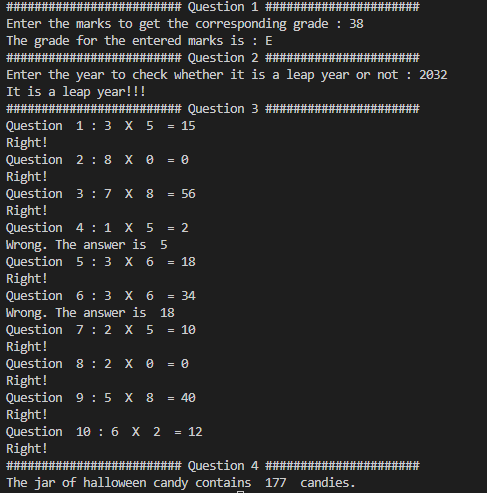 ########################## Question 1 #######################
Enter the marks to get the corresponding grade : 38
The grade for the entered marks is : E
########################## Question 2 #######################
Enter the year to check whether it is a leap year or not : 2032
It is a leap year!!!
########################## Question 3 #######################
Question  1 : 3  X  5  = 15
Right!
Question  2 : 8  X  0  = 0
Right!
Question  3 : 7  X  8  = 56
Right!
Question  4 : 1  X  5  = 2
Wrong. The answer is  5
Question  5 : 3  X  6  = 18
Right!
Question  6 : 3  X  6  = 34
Wrong. The answer is  18
Question  7 : 2  X  5  = 10
Right!
Question  8 : 2  X  0  = 0
Right!
Question  9 : 5  X  8  = 40
Right!
Question  10 : 6  X  2  = 12
Right!
########################## Question 4 #######################
The jar of halloween candy contains  177  candies.